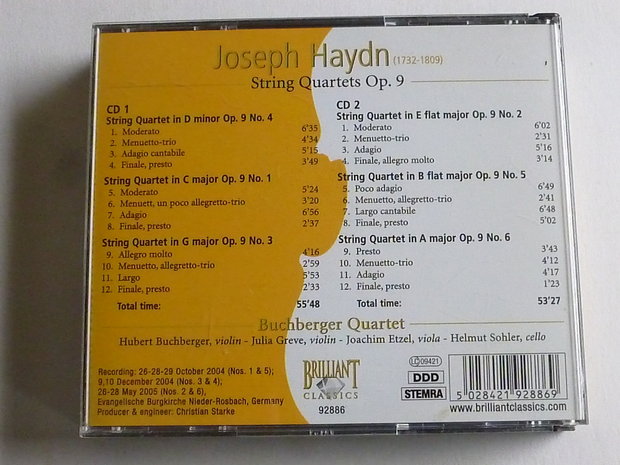 Joseph Haydn (1732-1809)
String Quartets Op. 9
CD 1
String Quartet in D minor Op. 9 No. 4
1. Moderato 6'35
2. Menuetto-trio 4'34
3. Adagio cantabile 5'15
4. Finale, presto 3'49
String Quartet in C major Op. 9 No. 1
5. Moderato 5'24
6. Menuett, un poco allegretto-trio 3'20
7. Adagio 6'56
8. Finale, presto 2'37
String Quartet in G major Op. 9 No. 3
9. Allegro molto 4'16
10. Menuetto, allegretto-trio 2'59
11. Largo 5'53
12. Finale, presto 2'33
Total time: 55'48
CD 2
String Quartet in E flat major Op. 9 No. 2
1. Moderato 6'02
2. Menuetto-trio 2'31
3. Adagio 5'16
4. Finale, allegro molto 3'14
String Quartet in B flat major Op. 9 No. 5
5. Poco adagio 6'49
6. Menuetto, allegretto-trio 2'41
7. Largo cantabile 6'48
8. Finale, presto 5'02
String Quartet in A major Op. 9 No. 6
9. Presto 3'43
10. Menuetto-trio 4'12
11. Adagio 4'17
12. Finale, presto 1'23
Total time: 53'27
Buchberger Quartet
Hubert Buchberger, violin - Julia Greve, violin - Joachim Etzel, viola - Helmut Sohler, cello
Recording: 26-28-29 October 2004 (Nos. 1 & 5);
9,10 December 2004 (Nos. 3 & 4);
26-28 May 2005 (Nos. 2 & 6),
Evangelische Burgkirche Nieder-Rosbach, Germany
Producer & engineer: Christian Starke
BRILLIANT
CLASSICS
92886
LC 09421
DDD
STEMRA
5 028421 928869
www.brilliantclassics.com